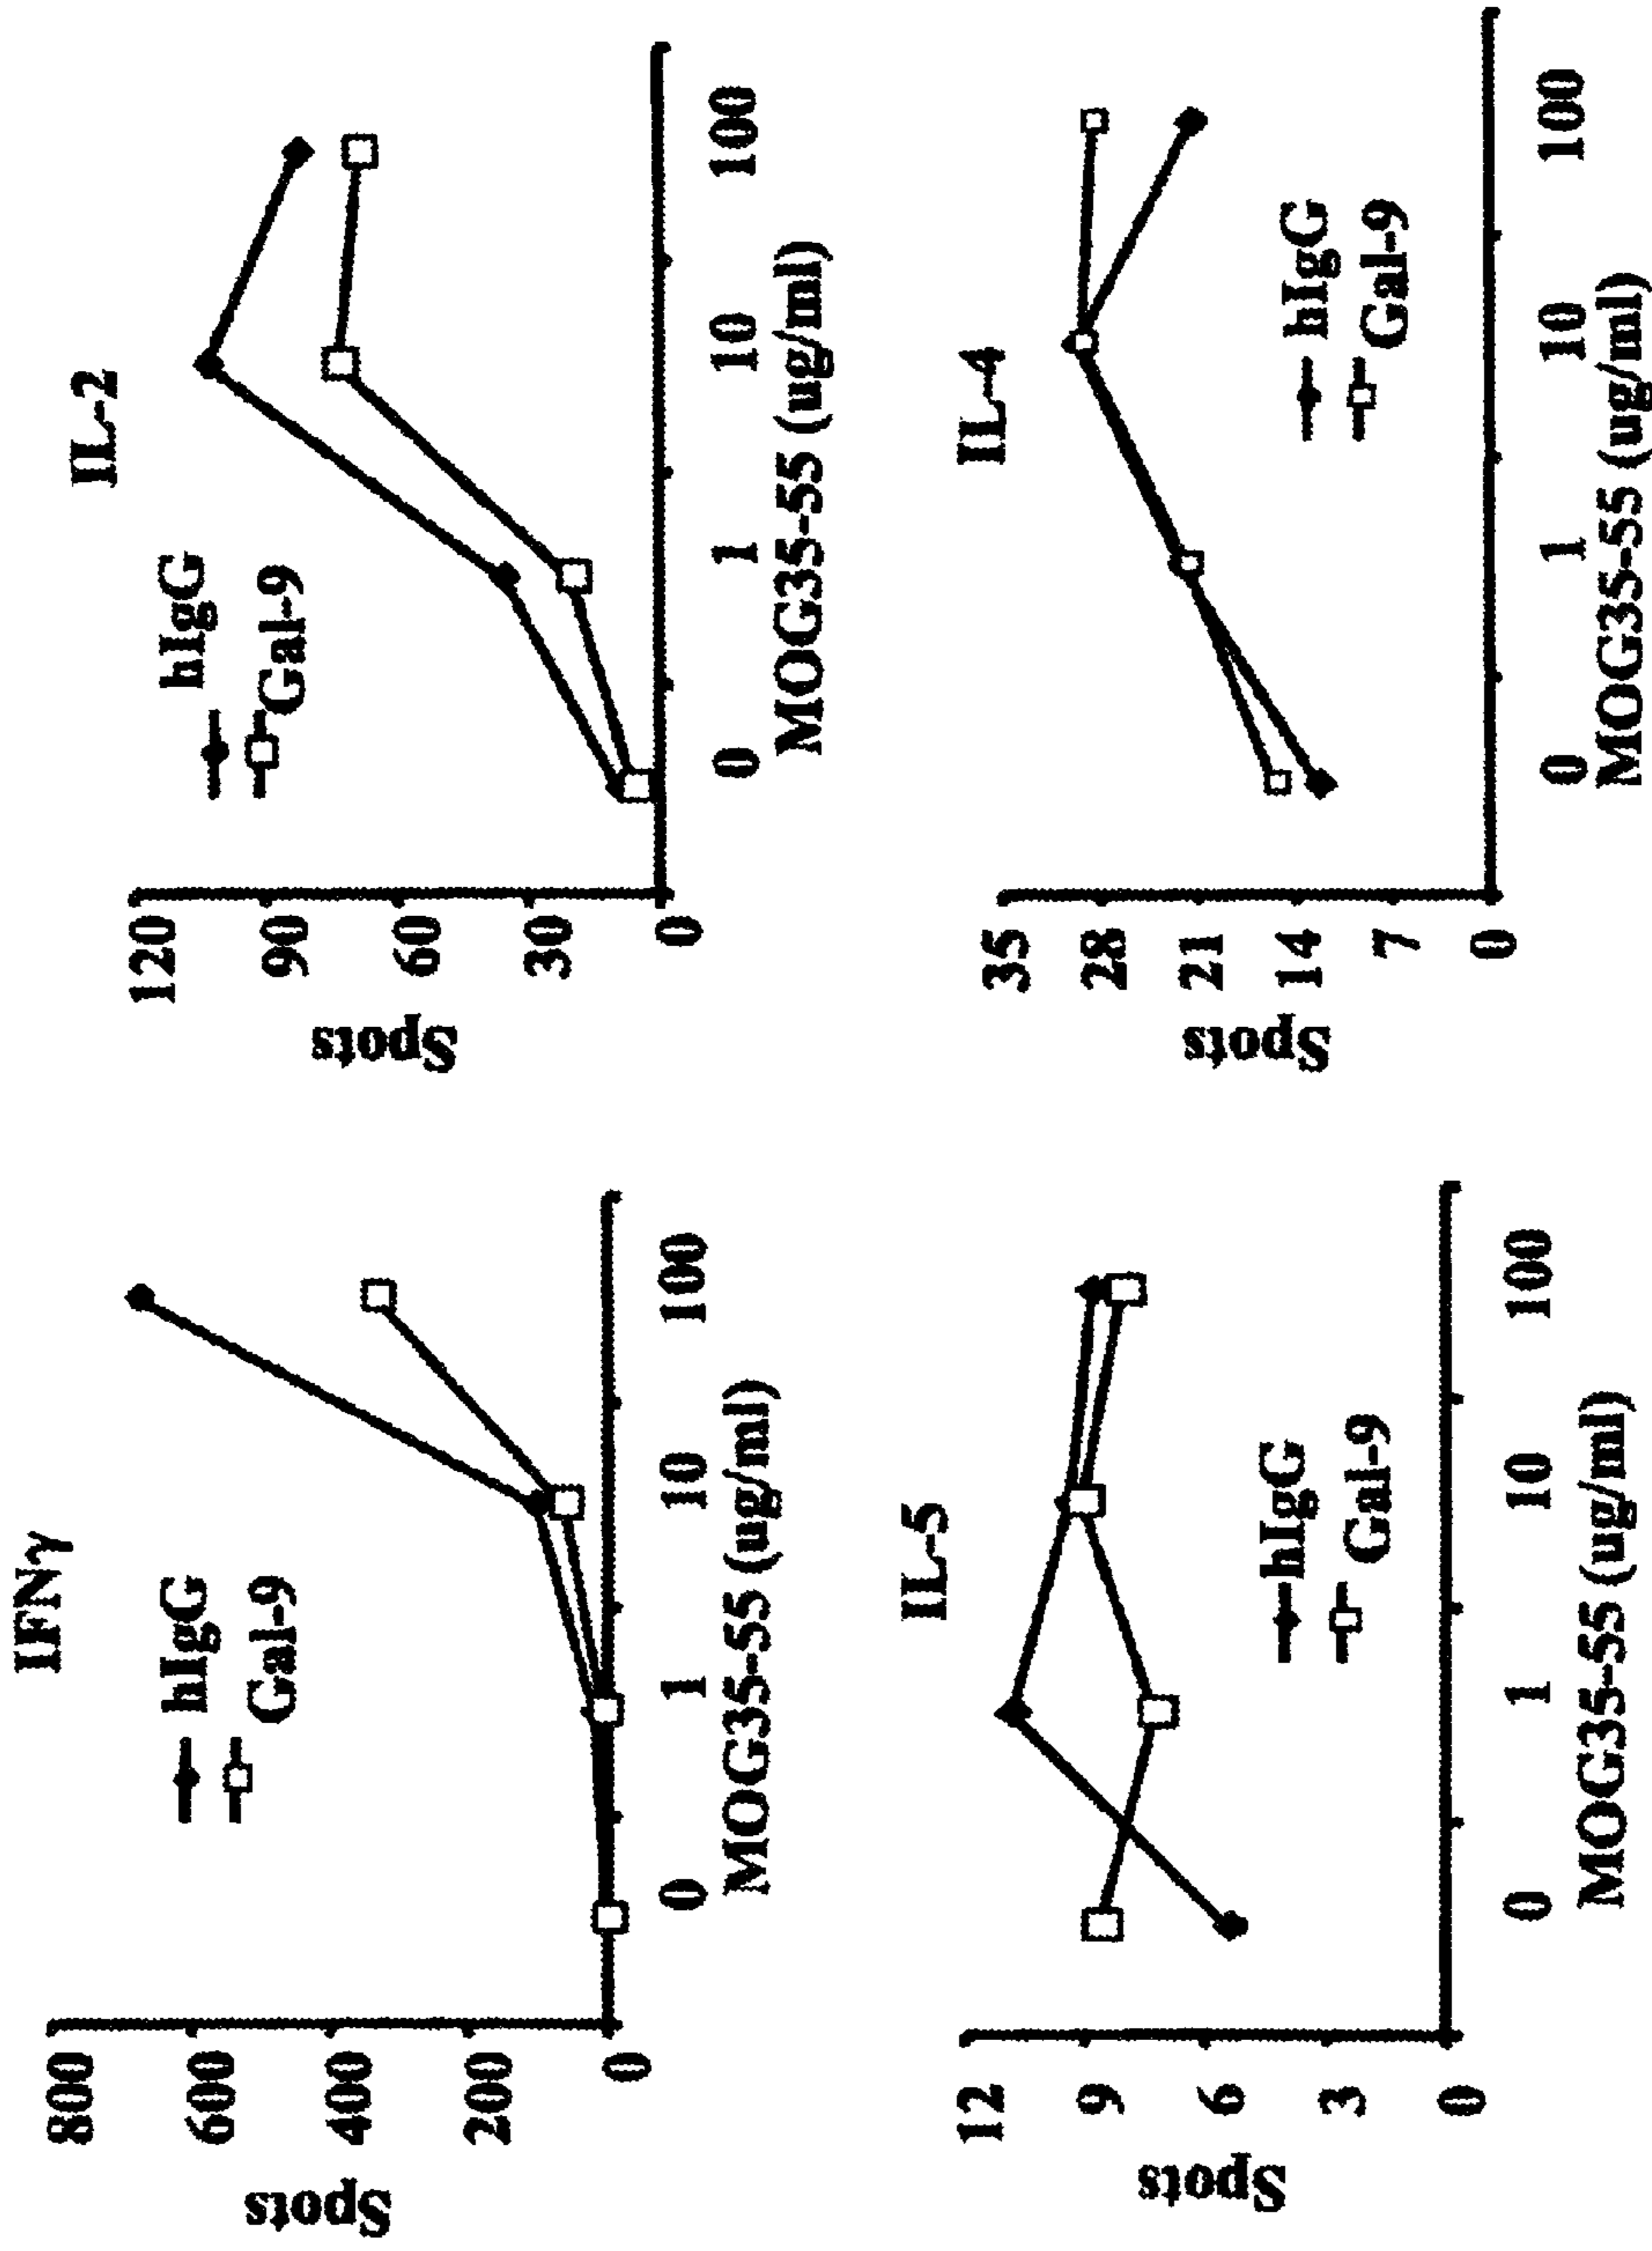 IFNγ
hIgG
Gal-9
Spots
800
600
400
200
0
0 1 10 100
MOG35-55 (ug/ml)
IL-2
hIgG
Gal-9
Spots
120
90
60
30
0
0 1 10 100
MOG35-55 (ug/ml)
IL-5
hIgG
Gal-9
Spots
12
9
6
3
0
0 1 10 100
MOG35-55 (ug/ml)
IL-4
hIgG
Gal-9
Spots
35
28
21
14
7
0
0 1 10 100
MOG35-55 (ug/ml)